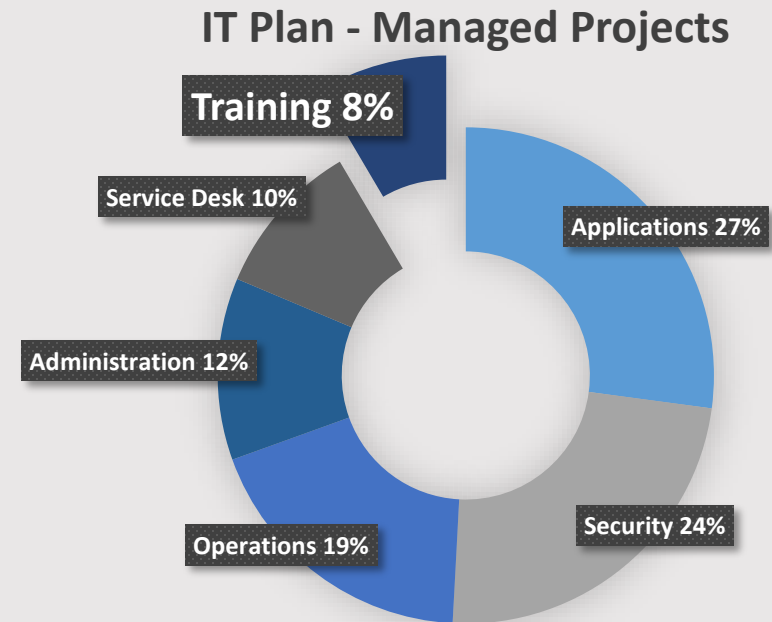 IT Plan - Managed Projects
Training 8%
Service Desk 10%
Applications 27%
Administration 12%
Operations 19%
Security 24%